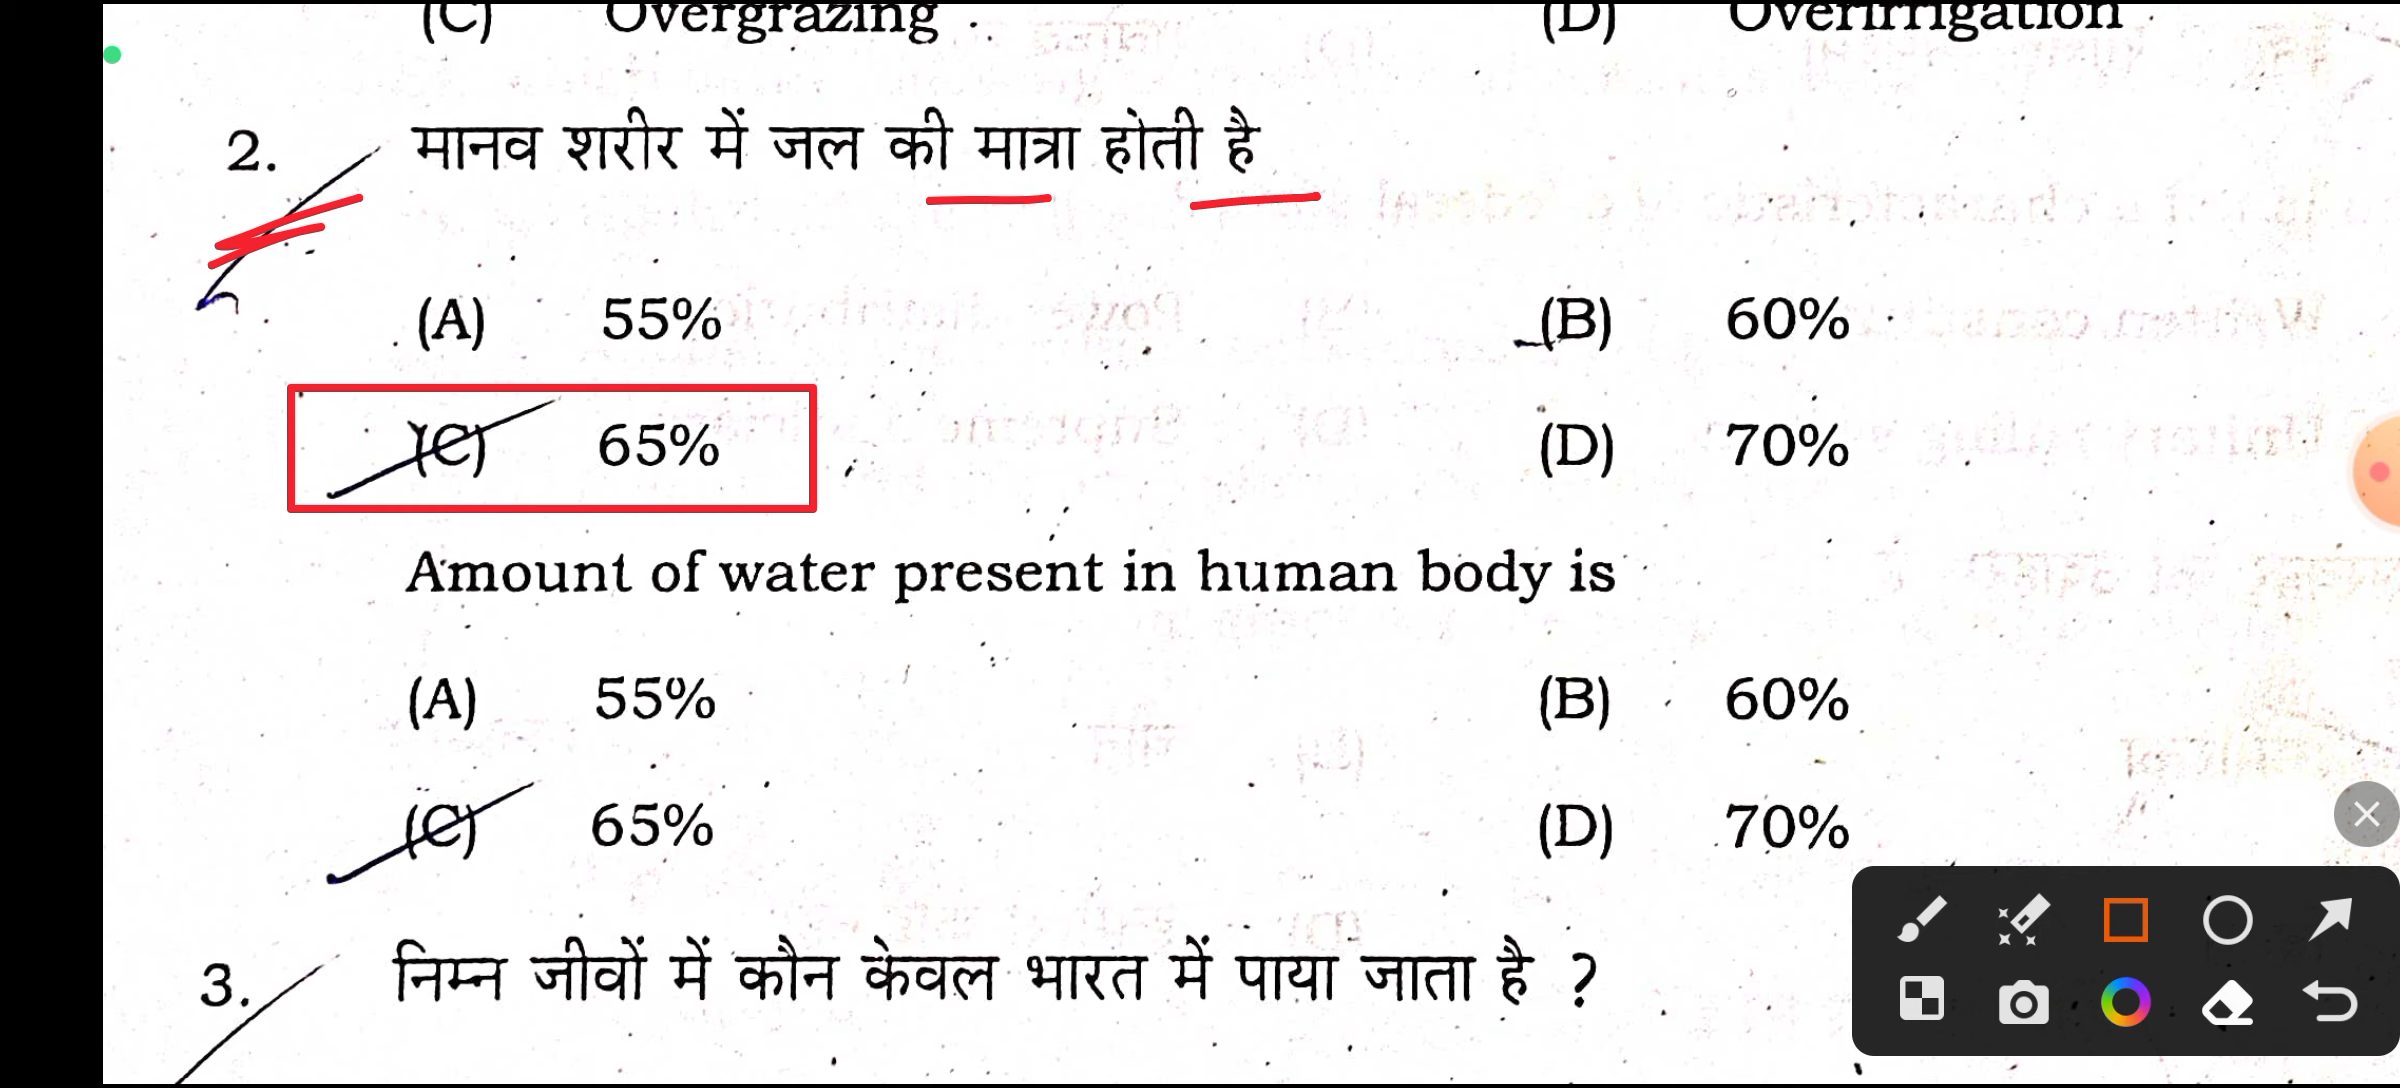 (C) Overgrazing (D) Overirrigation
2. मानव शरीर में जल की मात्रा होती है
(A) 55% (B) 60%
(C) 65% (D) 70%
Amount of water present in human body is
(A) 55% (B) 60%
(C) 65% (D) 70%
3. निम्न जीवों में कौन केवल भारत में पाया जाता है ?